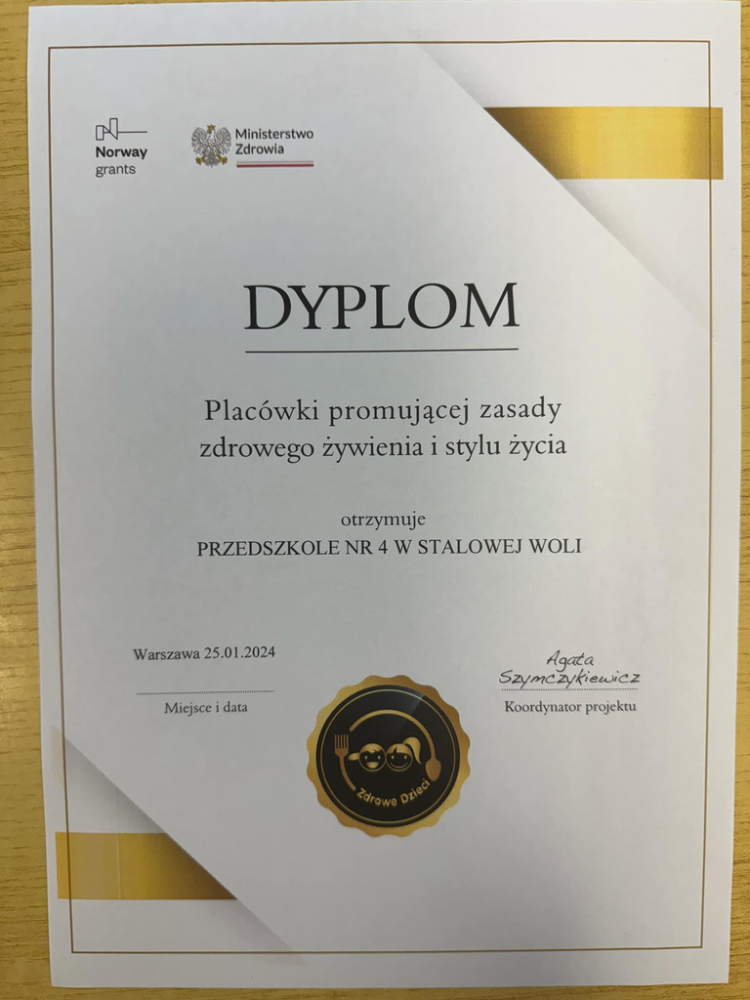 Norway
grants
Ministerstwo
Zdrowia
DYPLOM
Placówki promującej zasady
zdrowego żywienia i stylu życia
otrzymuje
PRZEDSZKOLE NR 4 W STALOWEJ WOLI
Warszawa 25.01.2024
Miejsce i data
Agata
Szymczykiewicz
Koordynator projektu
Zdrowe Dzieci